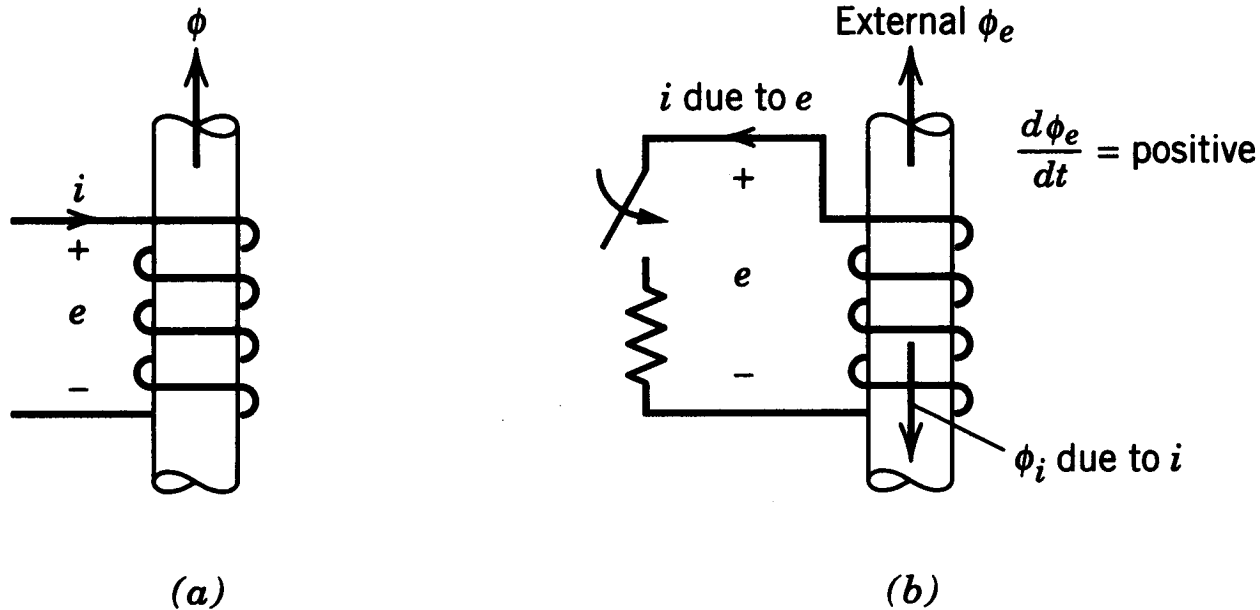 ϕ
i
+
e
−
(a)
External ϕₑ
i due to e
+
e
−
dϕₑ/dt = positive
ϕᵢ due to i
(b)